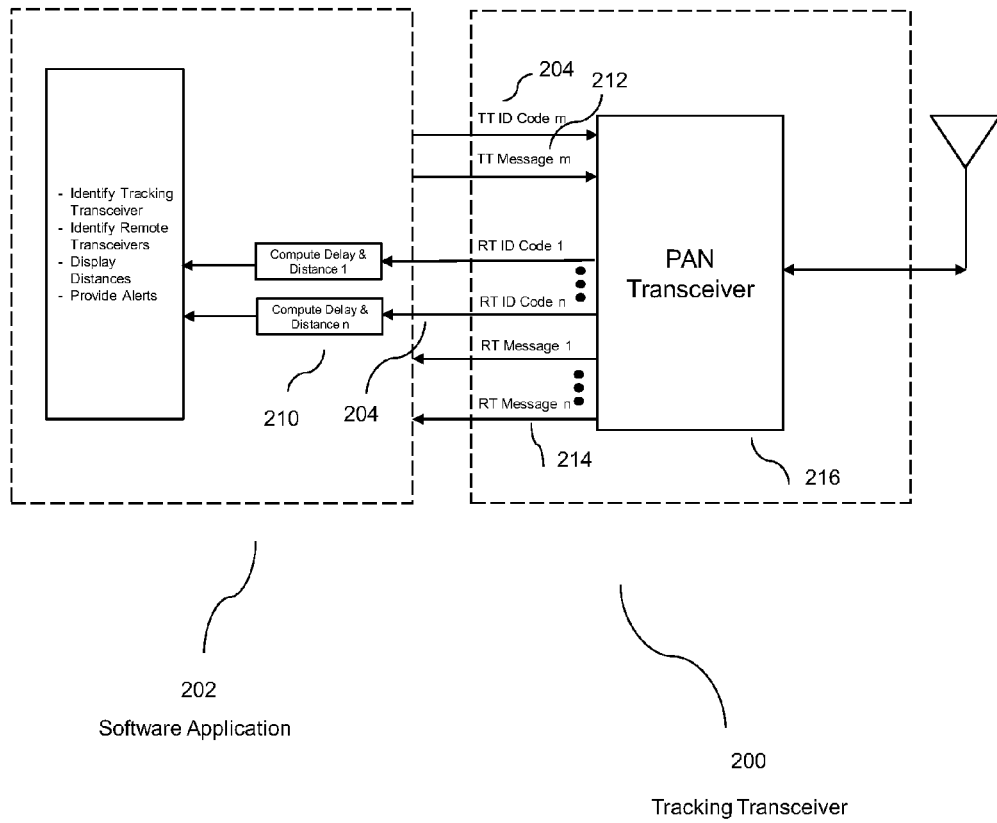 204
212
TT ID Code m
TT Message m
- Identify Tracking
Transceiver
- Identify Remote
Transceivers
- Display
Distances
- Provide Alerts
Compute Delay &
Distance 1
Compute Delay &
Distance n
RT ID Code 1
RT ID Code n
RT Message 1
RT Message n
PAN
Transceiver
210
204
214
216
202
Software Application
200
Tracking Transceiver